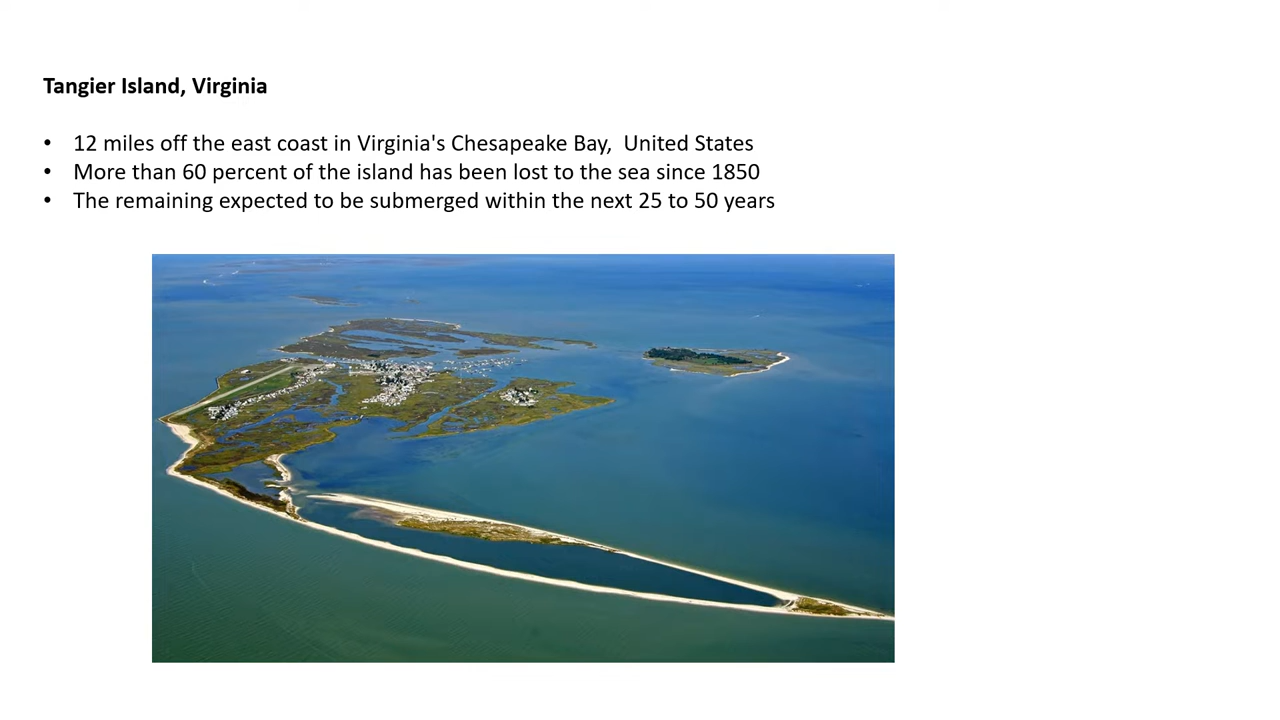 Tangier Island, Virginia
• 12 miles off the east coast in Virginia's Chesapeake Bay,  United States
• More than 60 percent of the island has been lost to the sea since 1850
• The remaining expected to be submerged within the next 25 to 50 years